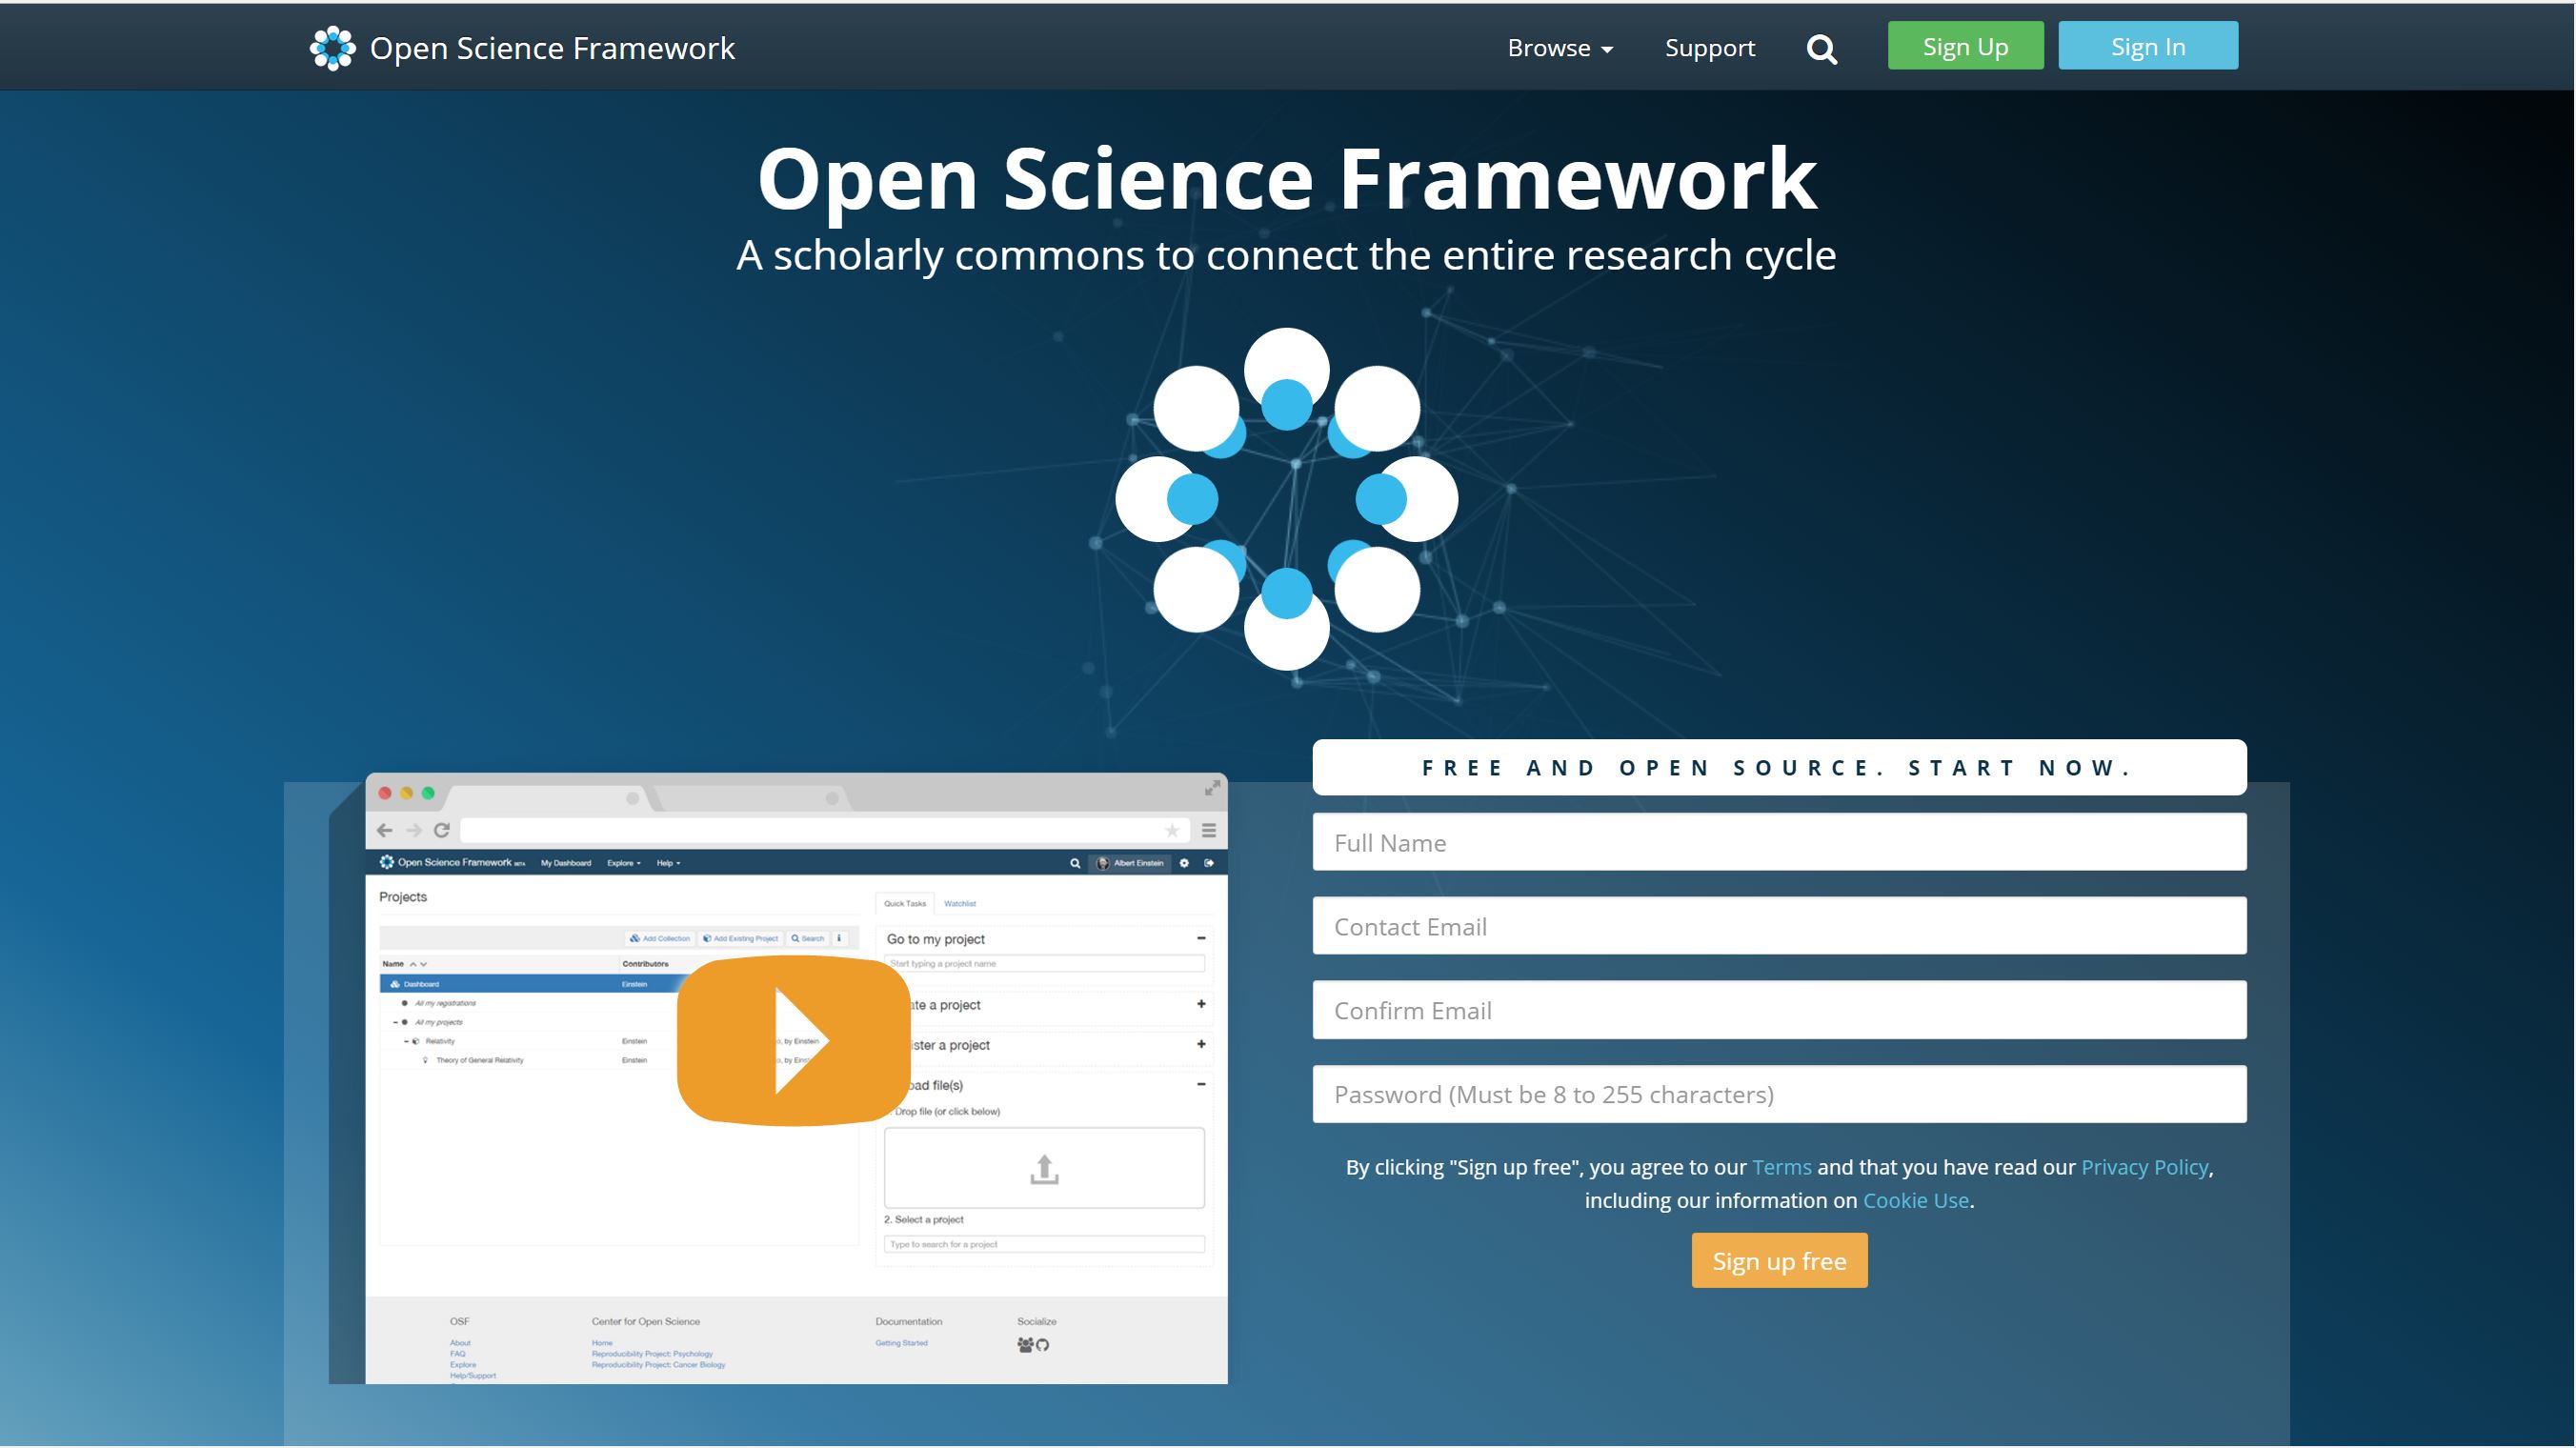 Open Science Framework
Browse
Support
Sign Up
Sign In
Open Science Framework
A scholarly commons to connect the entire research cycle
FREE AND OPEN SOURCE. START NOW.
Full Name
Contact Email
Confirm Email
Password (Must be 8 to 255 characters)
By clicking "Sign up free", you agree to our Terms and that you have read our Privacy Policy,
including our information on Cookie Use.
Sign up free
Open Science Framework BETA My Dashboard Explore Help
Albert Einstein
Projects
Add Collection Add Existing Project Search
Name Contributors
Dashboard Einstein
All my registrations
All my projects
Relativity Einstein by Einstein
Theory of General Relativity Einstein by
Quick Tasks Watchlist
Go to my project
Start typing a project name
a project
a project
file(s)
Drop file (or click below)
2. Select a project
Type to search for a project
OSF
About
FAQ
Explore
Help/Support
Center for Open Science
Home
Reproducibility Project: Psychology
Reproducibility Project: Cancer Biology
Documentation
Getting Started
Socialize